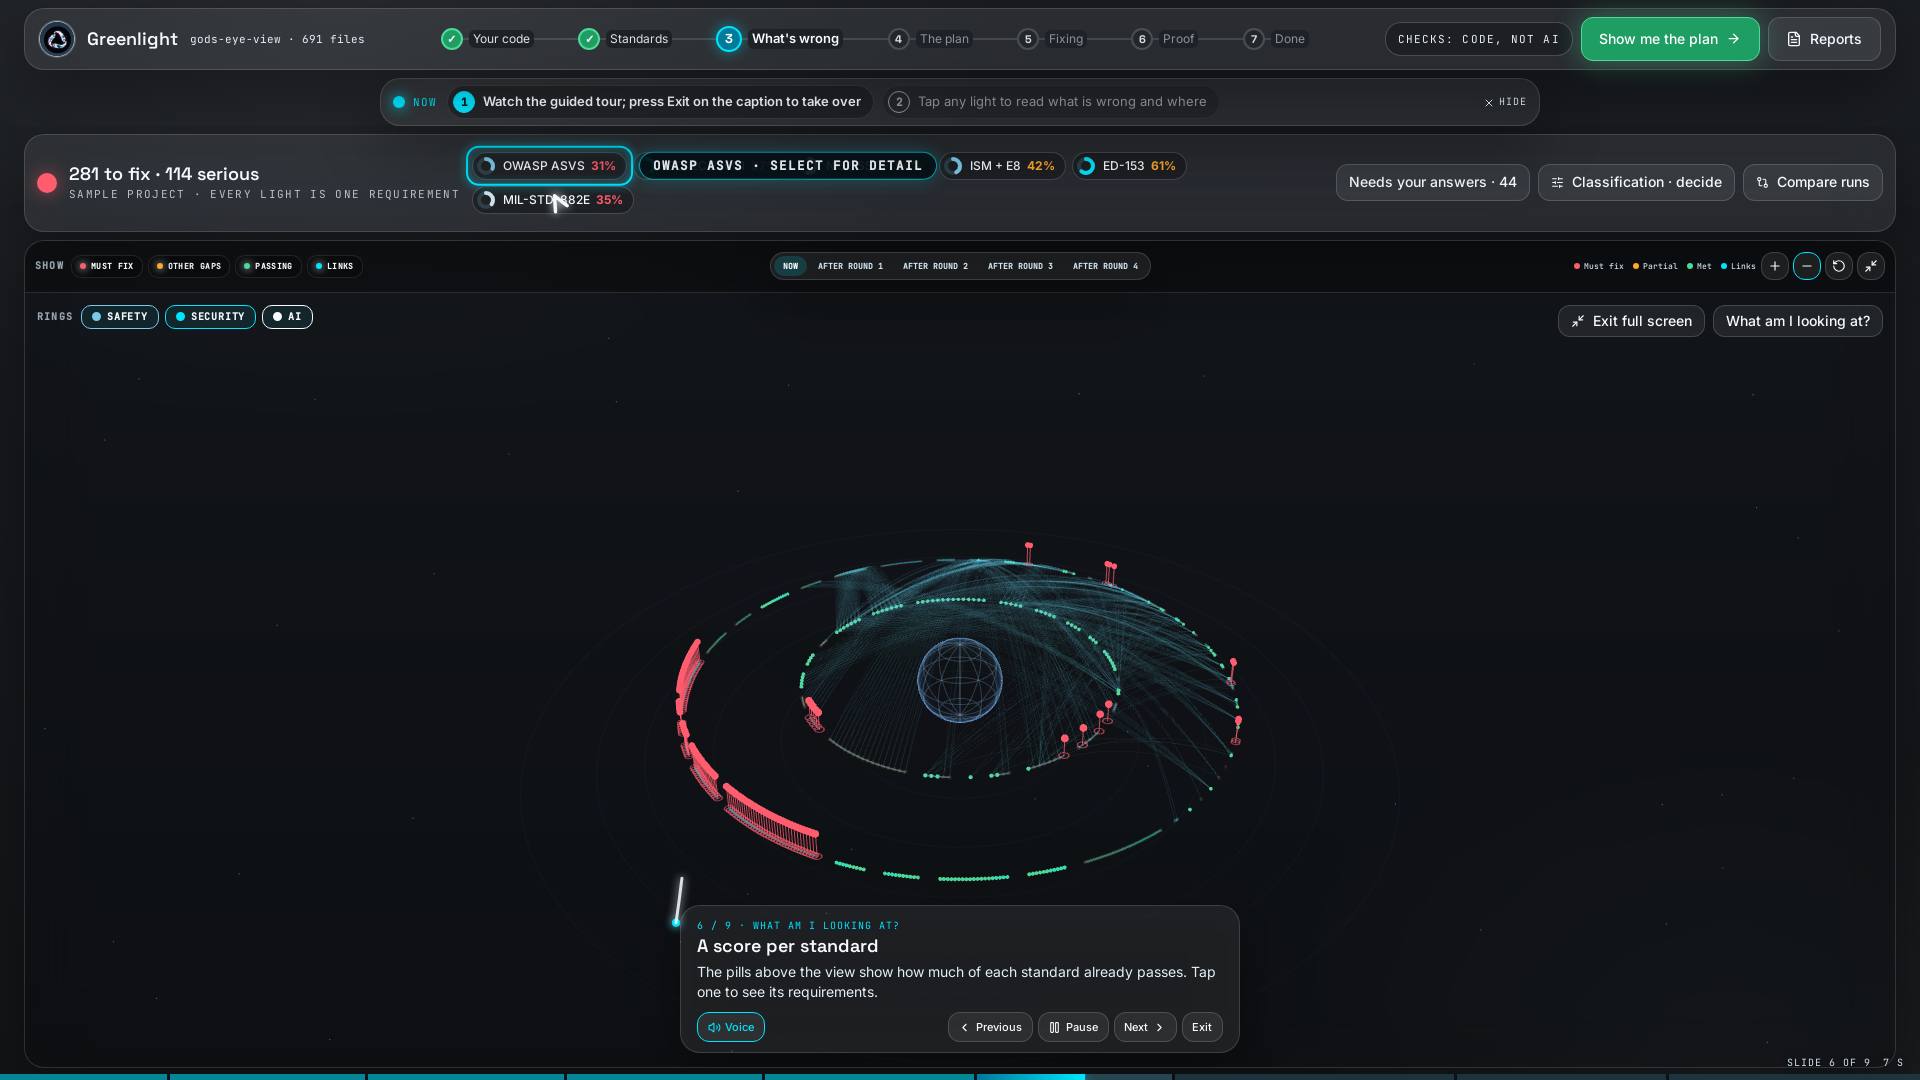 Greenlight gods-eye-view · 691 files
✓ Your code ✓ Standards 3 What's wrong 4 The plan 5 Fixing 6 Proof 7 Done
CHECKS: CODE, NOT AI
Show me the plan
Reports
NOW 1 Watch the guided tour; press Exit on the caption to take over 2 Tap any light to read what is wrong and where
HIDE
281 to fix · 114 serious
SAMPLE PROJECT · EVERY LIGHT IS ONE REQUIREMENT
OWASP ASVS 31% OWASP ASVS · SELECT FOR DETAIL ISM + E8 42% ED-153 61%
35%
Needs your answers · 44
Classification · decide
Compare runs
SHOW MUST FIX OTHER GAPS PASSING LINKS
NOW AFTER ROUND 1 AFTER ROUND 2 AFTER ROUND 3 AFTER ROUND 4
Must fix Partial Met Links
RINGS SAFETY SECURITY AI
Exit full screen
What am I looking at?
6 / 9 · WHAT AM I LOOKING AT?
A score per standard
The pills above the view show how much of each standard already passes. Tap
one to see its requirements.
Voice Previous Pause Next Exit
SLIDE 6 OF 9 7 S